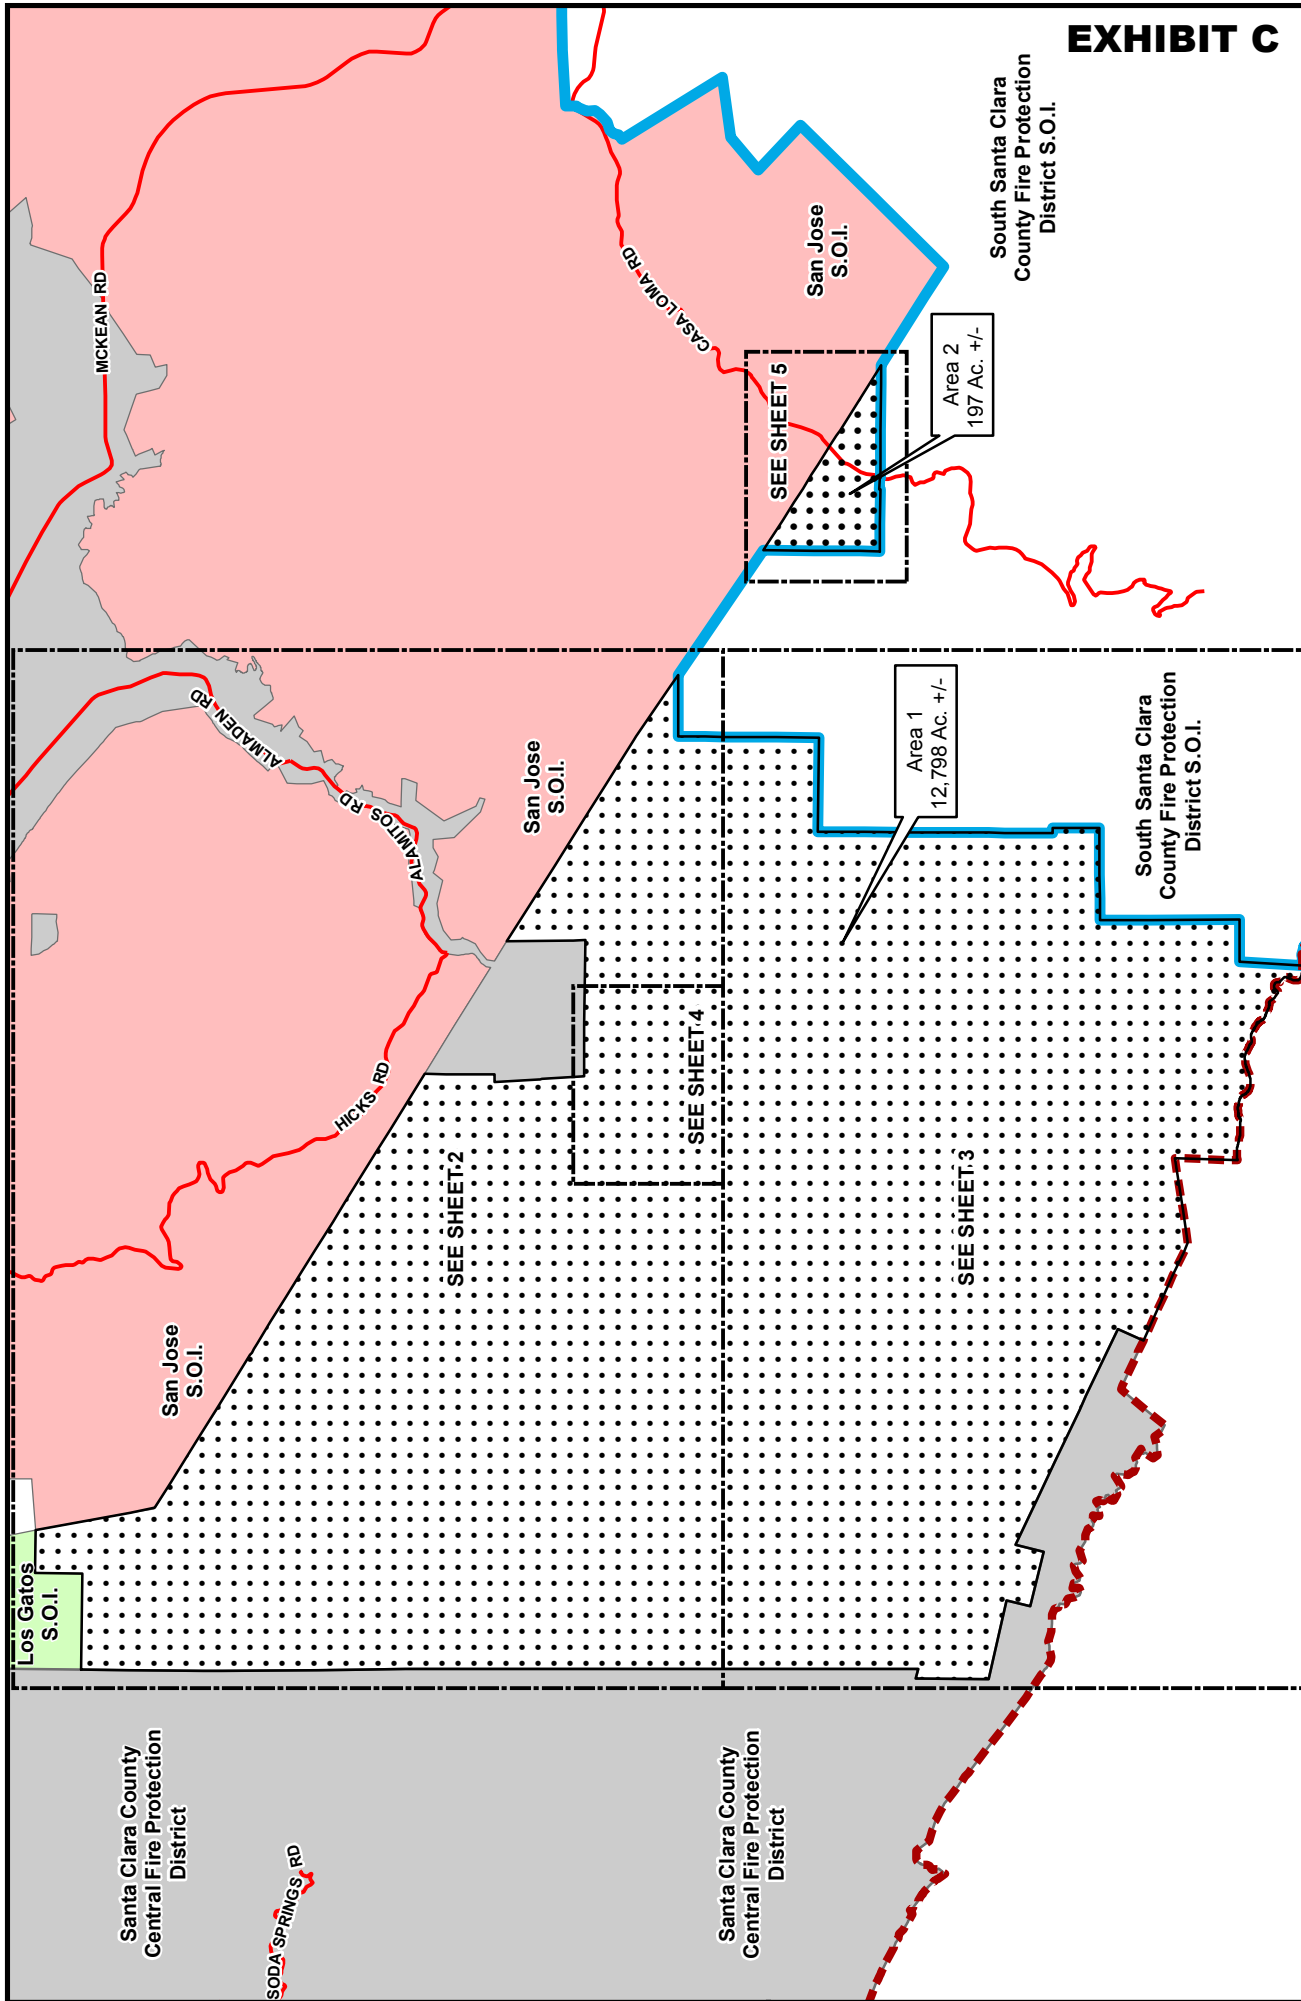 EXHIBIT C
Santa Clara County
Central Fire Protection
District
SODA SPRINGS RD
Los Gatos
S.O.I.
San Jose
S.O.I.
HICKS RD
ALAMITOS RD
ALMADEN RD
MCKEAN RD
San Jose
S.O.I.
CASA LOMA RD
San Jose
S.O.I.
SEE SHEET 2
SEE SHEET 4
SEE SHEET 5
Area 2
197 Ac. +/-
South Santa Clara
County Fire Protection
District S.O.I.
Santa Clara County
Central Fire Protection
District
SEE SHEET 3
Area 1
12,798 Ac. +/-
South Santa Clara
County Fire Protection
District S.O.I.